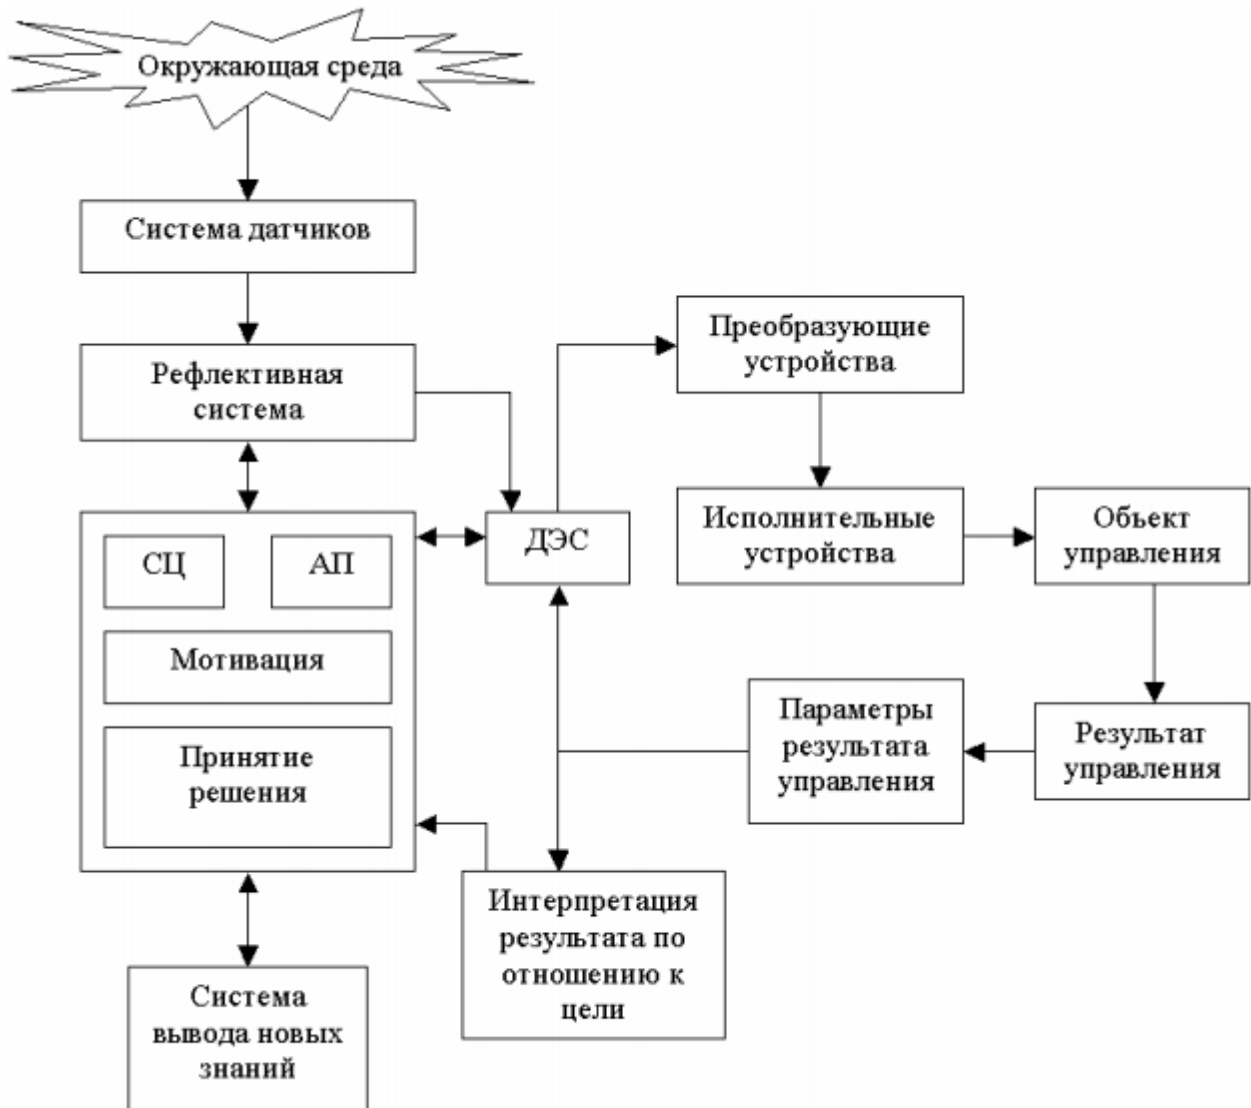 Окружающая среда
Система датчиков
Рефлективная
система
Преобразующие
устройства
СЦ
АП
ДЭС
Исполнительные
устройства
Объект
управления
Мотивация
Принятие
решения
Параметры
результата
управления
Результат
управления
Интерпретация
результата по
отношению к
цели
Система
вывода новых
знаний